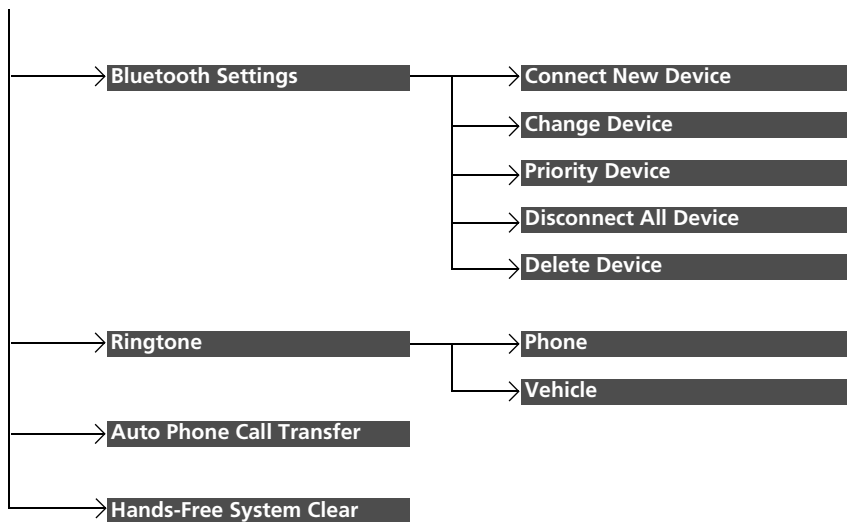 Bluetooth Settings
Connect New Device
Change Device
Priority Device
Disconnect All Device
Delete Device
Ringtone
Phone
Vehicle
Auto Phone Call Transfer
Hands-Free System Clear